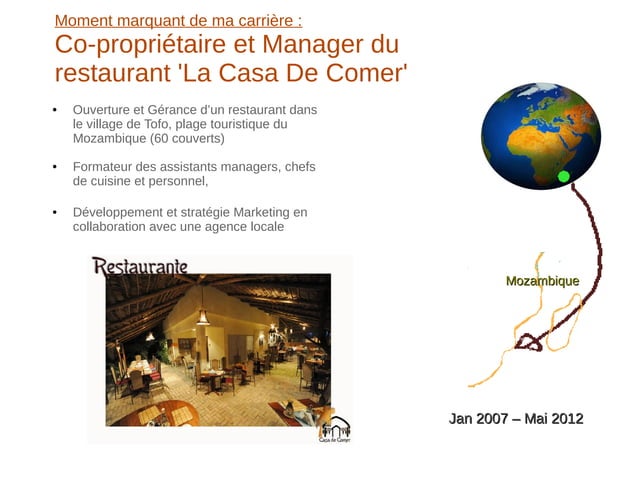 Moment marquant de ma carrière :
Co-propriétaire et Manager du
restaurant 'La Casa De Comer'
• Ouverture et Gérance d'un restaurant dans
le village de Tofo, plage touristique du
Mozambique (60 couverts)
• Formateur des assistants managers, chefs
de cuisine et personnel,
• Développement et stratégie Marketing en
collaboration avec une agence locale
Restaurante
Casa de Comer
Mozambique
Jan 2007 – Mai 2012